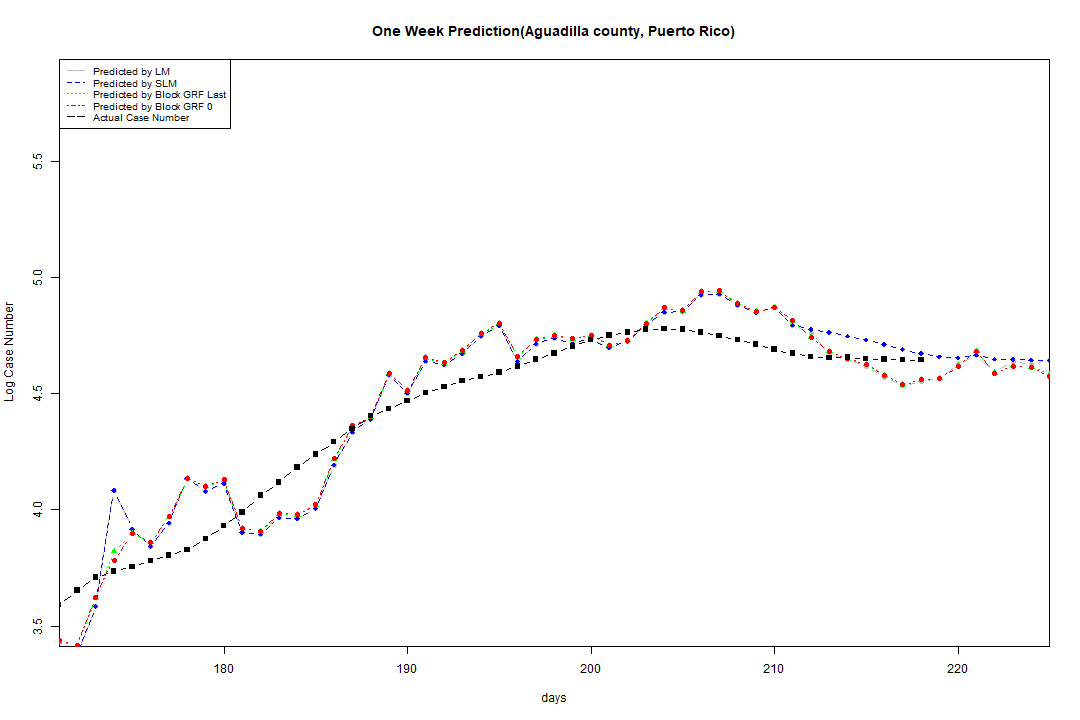 One Week Prediction(Aguadilla county, Puerto Rico)
Predicted by LM
Predicted by SLM
Predicted by Block GRF Last
Predicted by Block GRF 0
Actual Case Number
Log Case Number
5.5
5.0
4.5
4.0
3.5
180
190
200
210
220
days